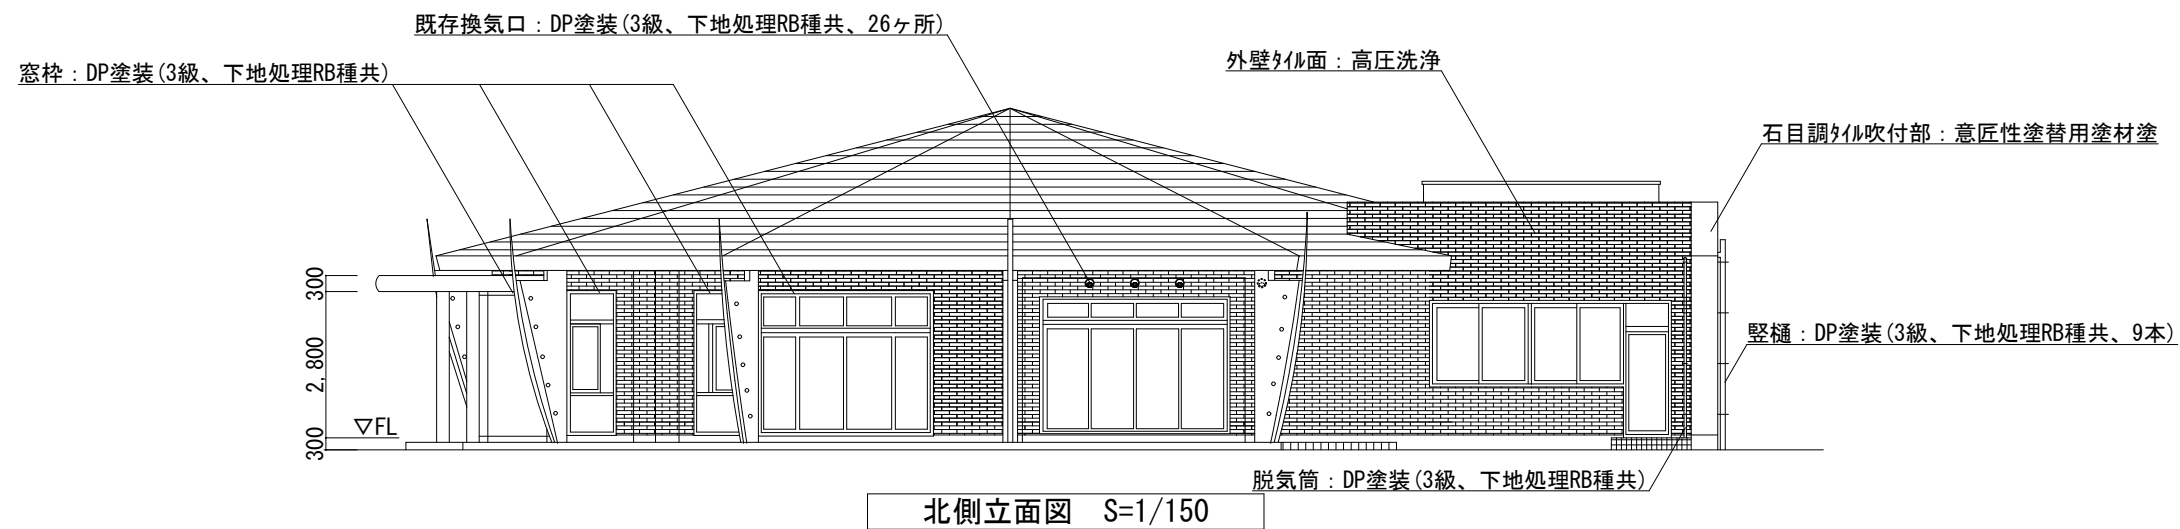 既存換気口：DP塗装(3級、下地処理RB種共、26ヶ所)
窓枠：DP塗装(3級、下地処理RB種共)
外壁ﾀｲﾙ面：高圧洗浄
石目調ﾀｲﾙ吹付部：意匠性塗替用塗材塗
300
2,800
竪樋：DP塗装(3級、下地処理RB種共、9本)
▽FL
300
脱気筒：DP塗装(3級、下地処理RB種共)
北側立面図　S=1/150